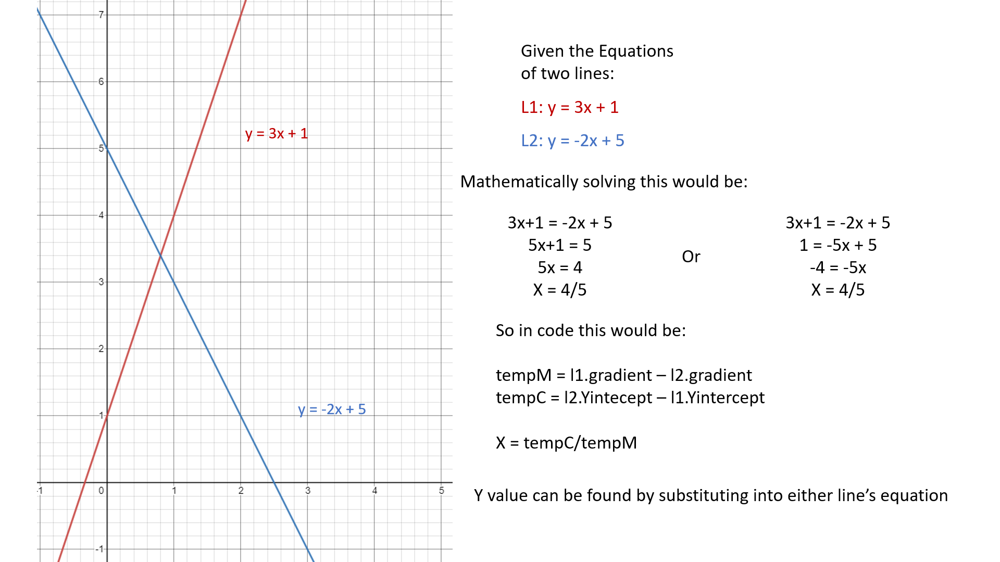 7
6
y = 3x + 1
5
4
3
2
y = -2x + 5
1
-1 0 1 2 3 4 5
-1
Given the Equations
of two lines:
L1: y = 3x + 1
L2: y = -2x + 5
Mathematically solving this would be:
3x+1 = -2x + 5
5x+1 = 5
5x = 4
X = 4/5
Or
3x+1 = -2x + 5
1 = -5x + 5
-4 = -5x
X = 4/5
So in code this would be:
tempM = l1.gradient – l2.gradient
tempC = l2.Yintecept – l1.Yintercept
X = tempC/tempM
Y value can be found by substituting into either line’s equation